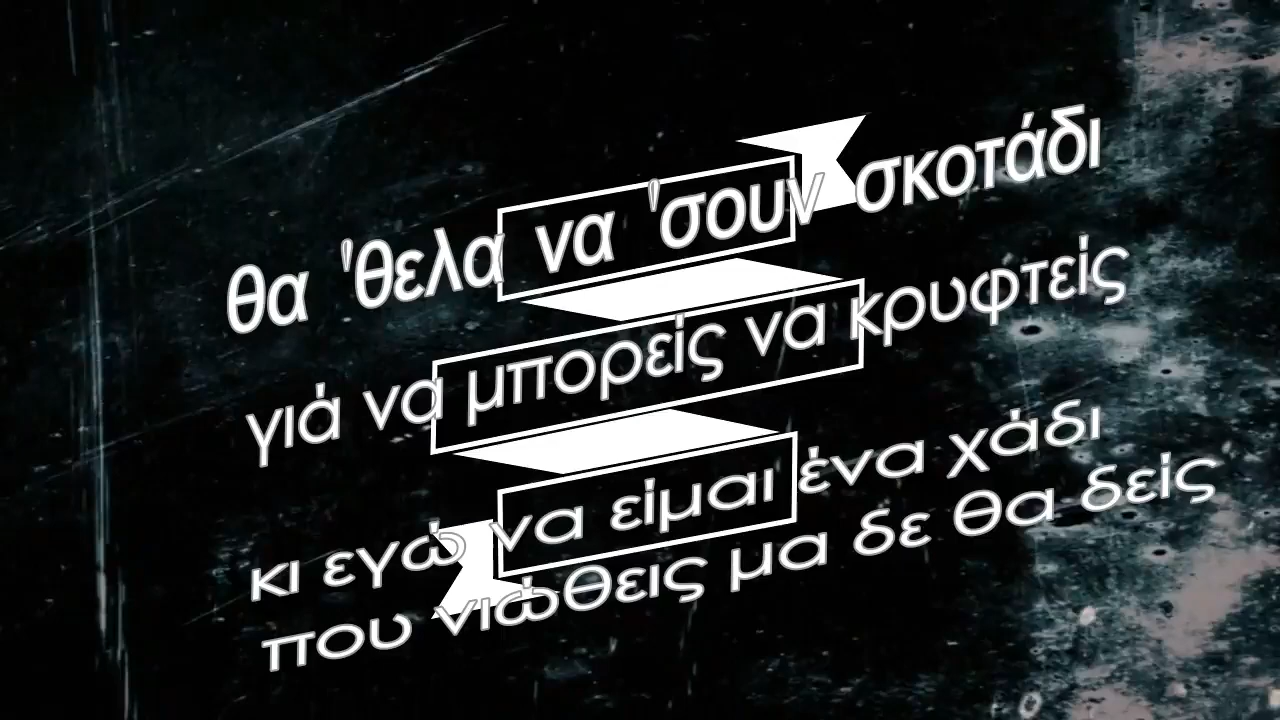 θα 'θελα να 'σουν σκοτάδι
γιά να μπορείς να κρυφτείς
κι εγώ να είμαι ένα χάδι
που νιώθεις μα δε θα δείς